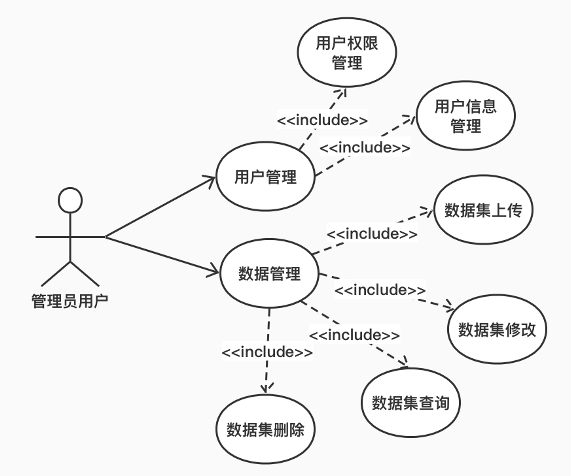 用户权限
管理
<<include>>
用户信息
管理
<<include>>
用户管理
数据集上传
<<include>>
数据管理
<<include>>
管理员用户
数据集修改
<<include>>
<<include>>
数据集查询
数据集删除